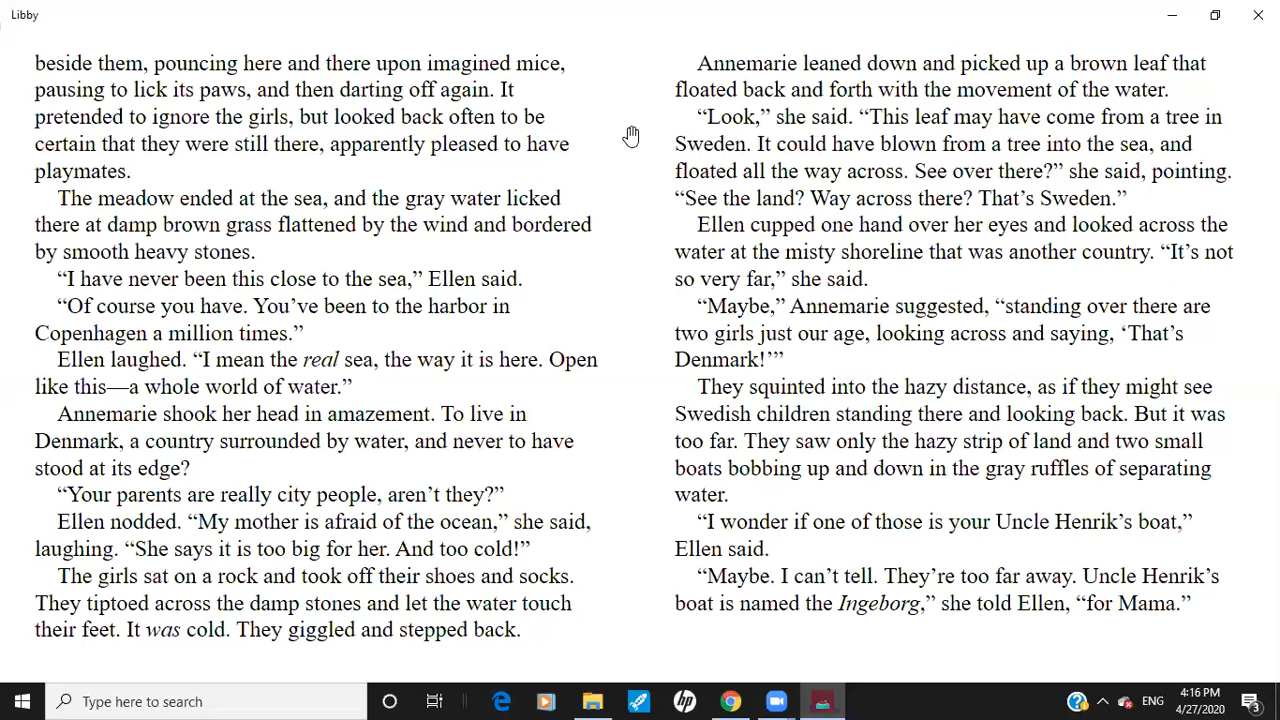 Libby
beside them, pouncing here and there upon imagined mice,
pausing to lick its paws, and then darting off again. It
pretended to ignore the girls, but looked back often to be
certain that they were still there, apparently pleased to have
playmates.
The meadow ended at the sea, and the gray water licked
there at damp brown grass flattened by the wind and bordered
by smooth heavy stones.
“I have never been this close to the sea,” Ellen said.
“Of course you have. You’ve been to the harbor in
Copenhagen a million times.”
Ellen laughed. “I mean the real sea, the way it is here. Open
like this—a whole world of water.”
Annemarie shook her head in amazement. To live in
Denmark, a country surrounded by water, and never to have
stood at its edge?
“Your parents are really city people, aren’t they?”
Ellen nodded. “My mother is afraid of the ocean,” she said,
laughing. “She says it is too big for her. And too cold!”
The girls sat on a rock and took off their shoes and socks.
They tiptoed across the damp stones and let the water touch
their feet. It was cold. They giggled and stepped back.
Annemarie leaned down and picked up a brown leaf that
floated back and forth with the movement of the water.
“Look,” she said. “This leaf may have come from a tree in
Sweden. It could have blown from a tree into the sea, and
floated all the way across. See over there?” she said, pointing.
“See the land? Way across there? That’s Sweden.”
Ellen cupped one hand over her eyes and looked across the
water at the misty shoreline that was another country. “It’s not
so very far,” she said.
“Maybe,” Annemarie suggested, “standing over there are
two girls just our age, looking across and saying, ‘That’s
Denmark!’”
They squinted into the hazy distance, as if they might see
Swedish children standing there and looking back. But it was
too far. They saw only the hazy strip of land and two small
boats bobbing up and down in the gray ruffles of separating
water.
“I wonder if one of those is your Uncle Henrik’s boat,”
Ellen said.
“Maybe. I can’t tell. They’re too far away. Uncle Henrik’s
boat is named the Ingeborg,” she told Ellen, “for Mama.”
Type here to search
hp
ENG
4:16 PM
4/27/2020
3